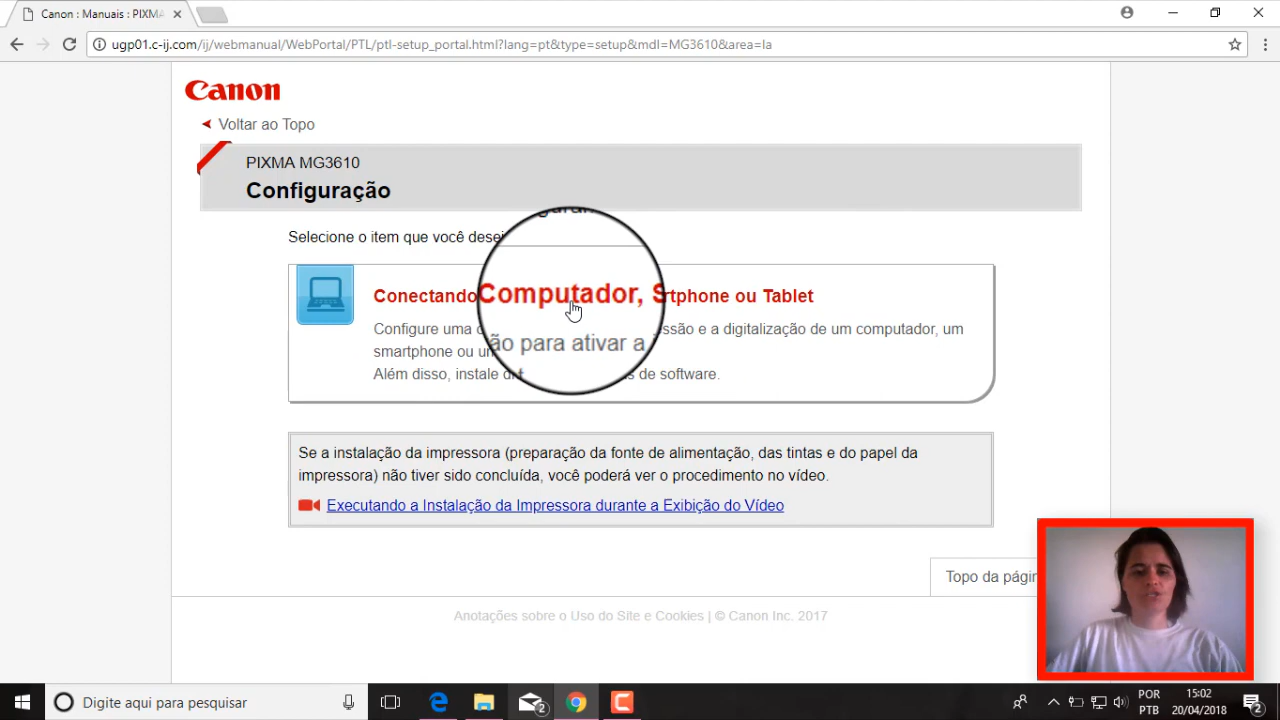 Canon : Manuais : PIXMA
ugp01.c-ij.com/ij/webmanual/WebPortal/PTL/ptl-setup_portal.html?lang=pt&type=setup&mdl=MG3610&area=la
Canon
Voltar ao Topo
PIXMA MG3610
Configuração
Selecione o item que você
Conectando Computador, rtphone ou Tablet
Configure uma ão para ativar a ssão e a digitalização de um computador, um
smartphone ou
Além disso, instale de software.
Se a instalação da impressora (preparação da fonte de alimentação, das tintas e do papel da
impressora) não tiver sido concluída, você poderá ver o procedimento no vídeo.
Executando a Instalação da Impressora durante a Exibição do Vídeo
Topo da págin
Anotações sobre o Uso do Site e Cookies | © Canon Inc. 2017
Digite aqui para pesquisar
2
POR
PTB
15:02
20/04/2018
2